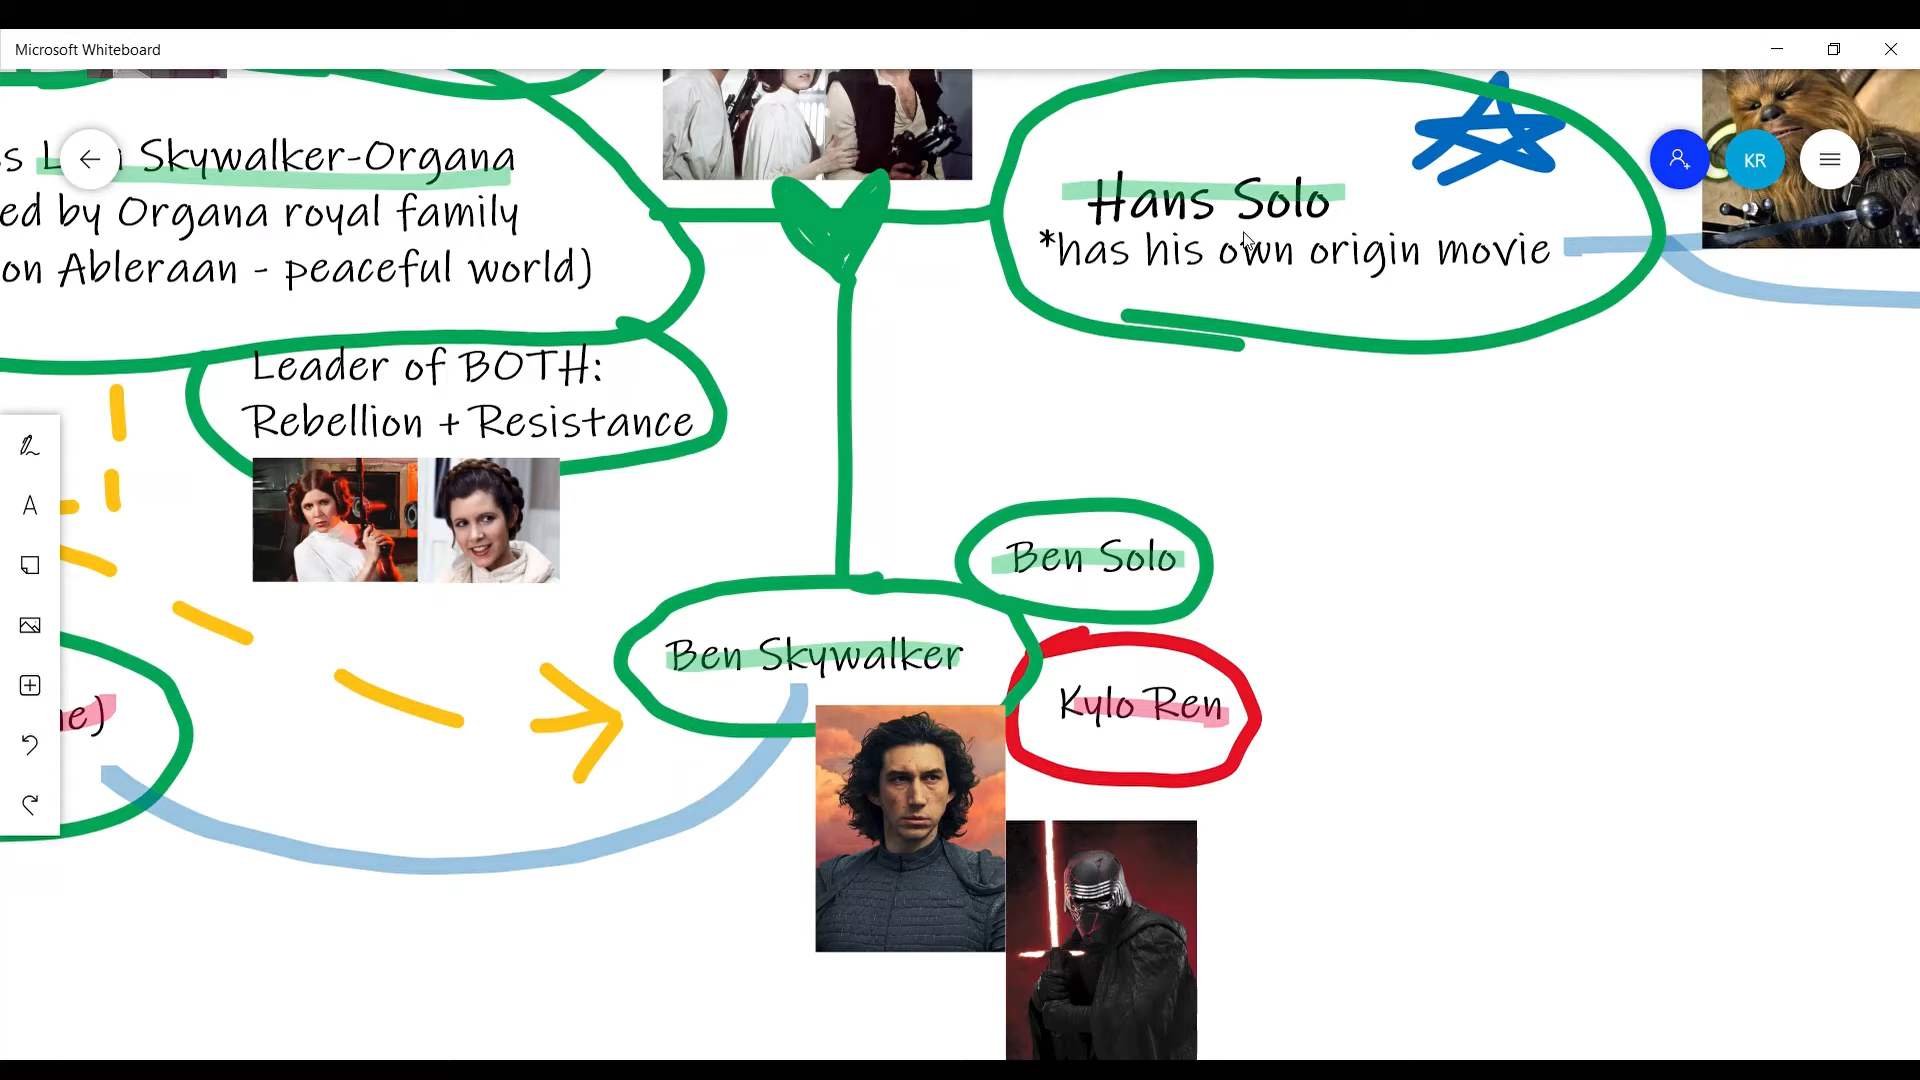 Microsoft Whiteboard
s L Skywalker-Organa
ed by Organa royal family
on Ableraan - peaceful world)
Hans Solo
*has his own origin movie
KR
Leader of BOTH:
Rebellion + Resistance
Ben Solo
Ben Skywalker
Kylo Ren
e)